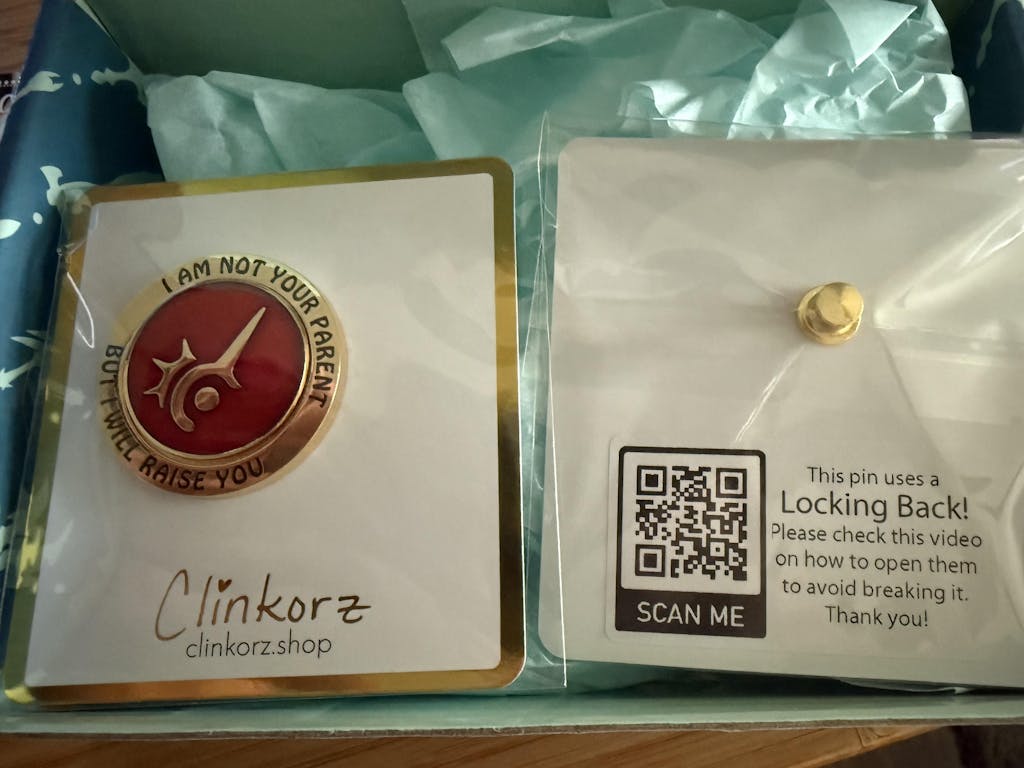 I AM NOT YOUR PARENT
BUT I WILL RAISE YOU
Clinkorz
clinkorz.shop
SCAN ME
This pin uses a
Locking Back!
Please check this video
on how to open them
to avoid breaking it.
Thank you!